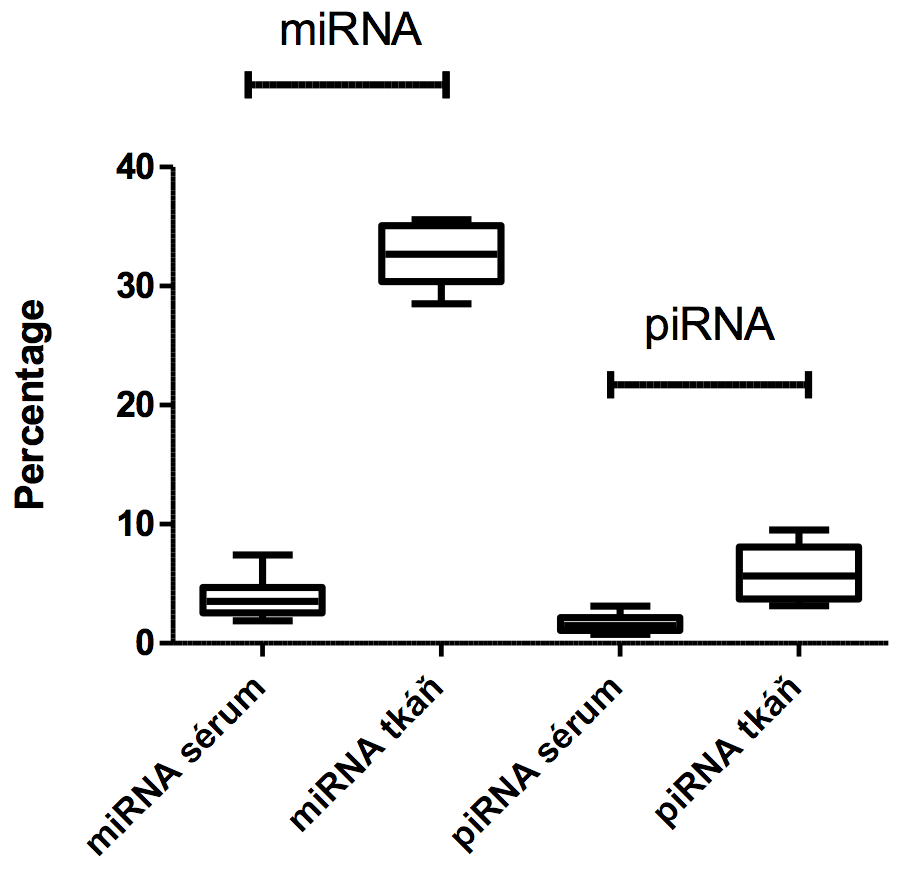 miRNA
40
30
piRNA
20
10
0
Percentage
miRNA sérum
miRNA tkáň
piRNA sérum
piRNA tkáň